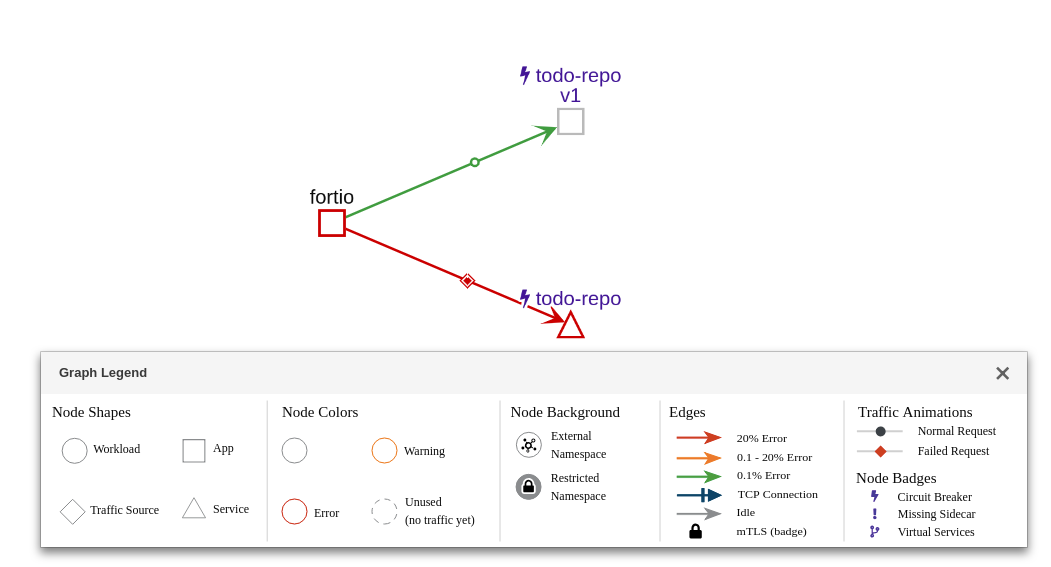 todo-repo
v1
fortio
todo-repo
Graph Legend
Node Shapes
Workload
App
Traffic Source
Service
Node Colors
Warning
Error
Unused
(no traffic yet)
Node Background
External
Namespace
Restricted
Namespace
Edges
20% Error
0.1 - 20% Error
0.1% Error
TCP Connection
Idle
mTLS (badge)
Traffic Animations
Normal Request
Failed Request
Node Badges
Circuit Breaker
Missing Sidecar
Virtual Services